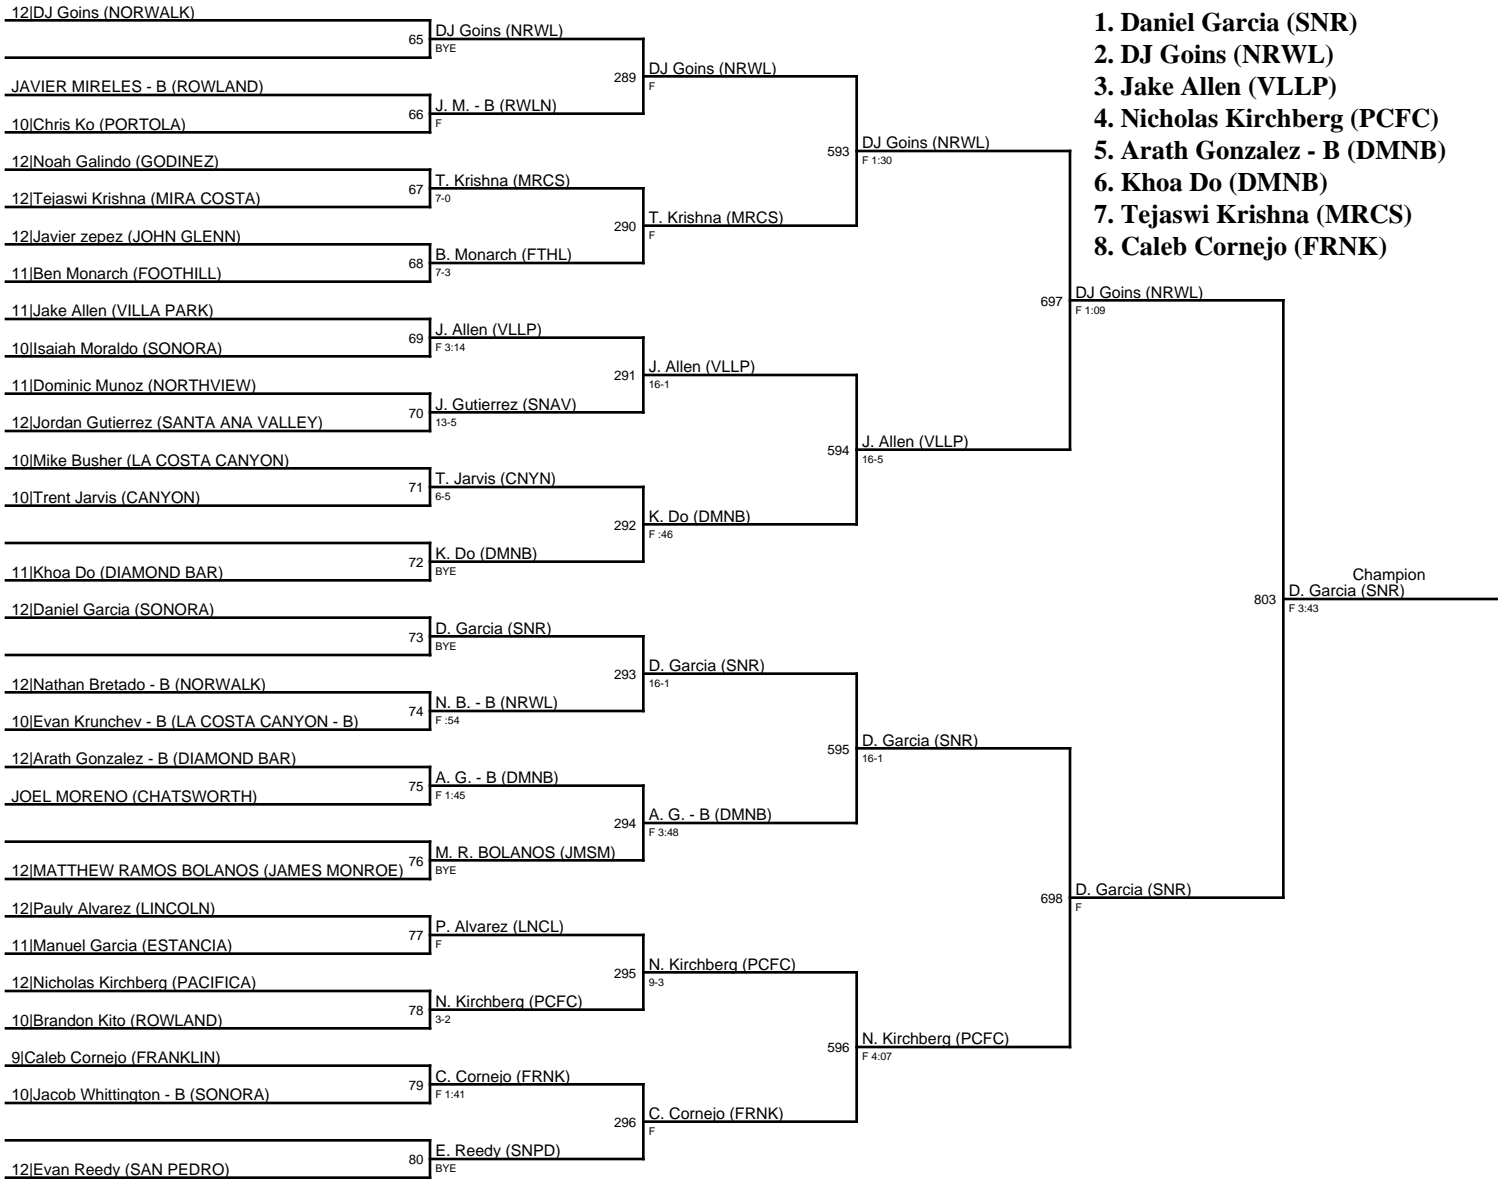 12|DJ Goins (NORWALK)
65
DJ Goins (NRWL)
BYE
JAVIER MIRELES - B (ROWLAND)
66
J. M. - B (RWLN)
F
10|Chris Ko (PORTOLA)
289
DJ Goins (NRWL)
F
12|Noah Galindo (GODINEZ)
67
T. Krishna (MRCS)
7-0
12|Tejaswi Krishna (MIRA COSTA)
290
T. Krishna (MRCS)
F
12|Javier zepez (JOHN GLENN)
68
B. Monarch (FTHL)
7-3
11|Ben Monarch (FOOTHILL)
593
DJ Goins (NRWL)
F 1:30
11|Jake Allen (VILLA PARK)
69
J. Allen (VLLP)
F 3:14
10|Isaiah Moraldo (SONORA)
291
J. Allen (VLLP)
16-1
11|Dominic Munoz (NORTHVIEW)
70
J. Gutierrez (SNAV)
13-5
12|Jordan Gutierrez (SANTA ANA VALLEY)
594
J. Allen (VLLP)
16-5
10|Mike Busher (LA COSTA CANYON)
71
T. Jarvis (CNYN)
6-5
10|Trent Jarvis (CANYON)
292
K. Do (DMNB)
F :46
72
K. Do (DMNB)
BYE
11|Khoa Do (DIAMOND BAR)
697
DJ Goins (NRWL)
F 1:09
12|Daniel Garcia (SONORA)
73
D. Garcia (SNR)
BYE
293
D. Garcia (SNR)
16-1
12|Nathan Bretado - B (NORWALK)
74
N. B. - B (NRWL)
F :54
10|Evan Krunchev - B (LA COSTA CANYON - B)
595
D. Garcia (SNR)
16-1
12|Arath Gonzalez - B (DIAMOND BAR)
75
A. G. - B (DMNB)
F 1:45
JOEL MORENO (CHATSWORTH)
294
A. G. - B (DMNB)
F 3:48
76
M. R. BOLANOS (JMSM)
BYE
12|MATTHEW RAMOS BOLANOS (JAMES MONROE)
698
D. Garcia (SNR)
F
12|Pauly Alvarez (LINCOLN)
77
P. Alvarez (LNCL)
F
11|Manuel Garcia (ESTANCIA)
295
N. Kirchberg (PCFC)
9-3
12|Nicholas Kirchberg (PACIFICA)
78
N. Kirchberg (PCFC)
3-2
10|Brandon Kito (ROWLAND)
596
N. Kirchberg (PCFC)
F 4:07
9|Caleb Cornejo (FRANKLIN)
79
C. Cornejo (FRNK)
F 1:41
10|Jacob Whittington - B (SONORA)
296
C. Cornejo (FRNK)
F
80
E. Reedy (SNPD)
BYE
12|Evan Reedy (SAN PEDRO)
803
Champion
D. Garcia (SNR)
F 3:43
1. Daniel Garcia (SNR)
2. DJ Goins (NRWL)
3. Jake Allen (VLLP)
4. Nicholas Kirchberg (PCFC)
5. Arath Gonzalez - B (DMNB)
6. Khoa Do (DMNB)
7. Tejaswi Krishna (MRCS)
8. Caleb Cornejo (FRNK)